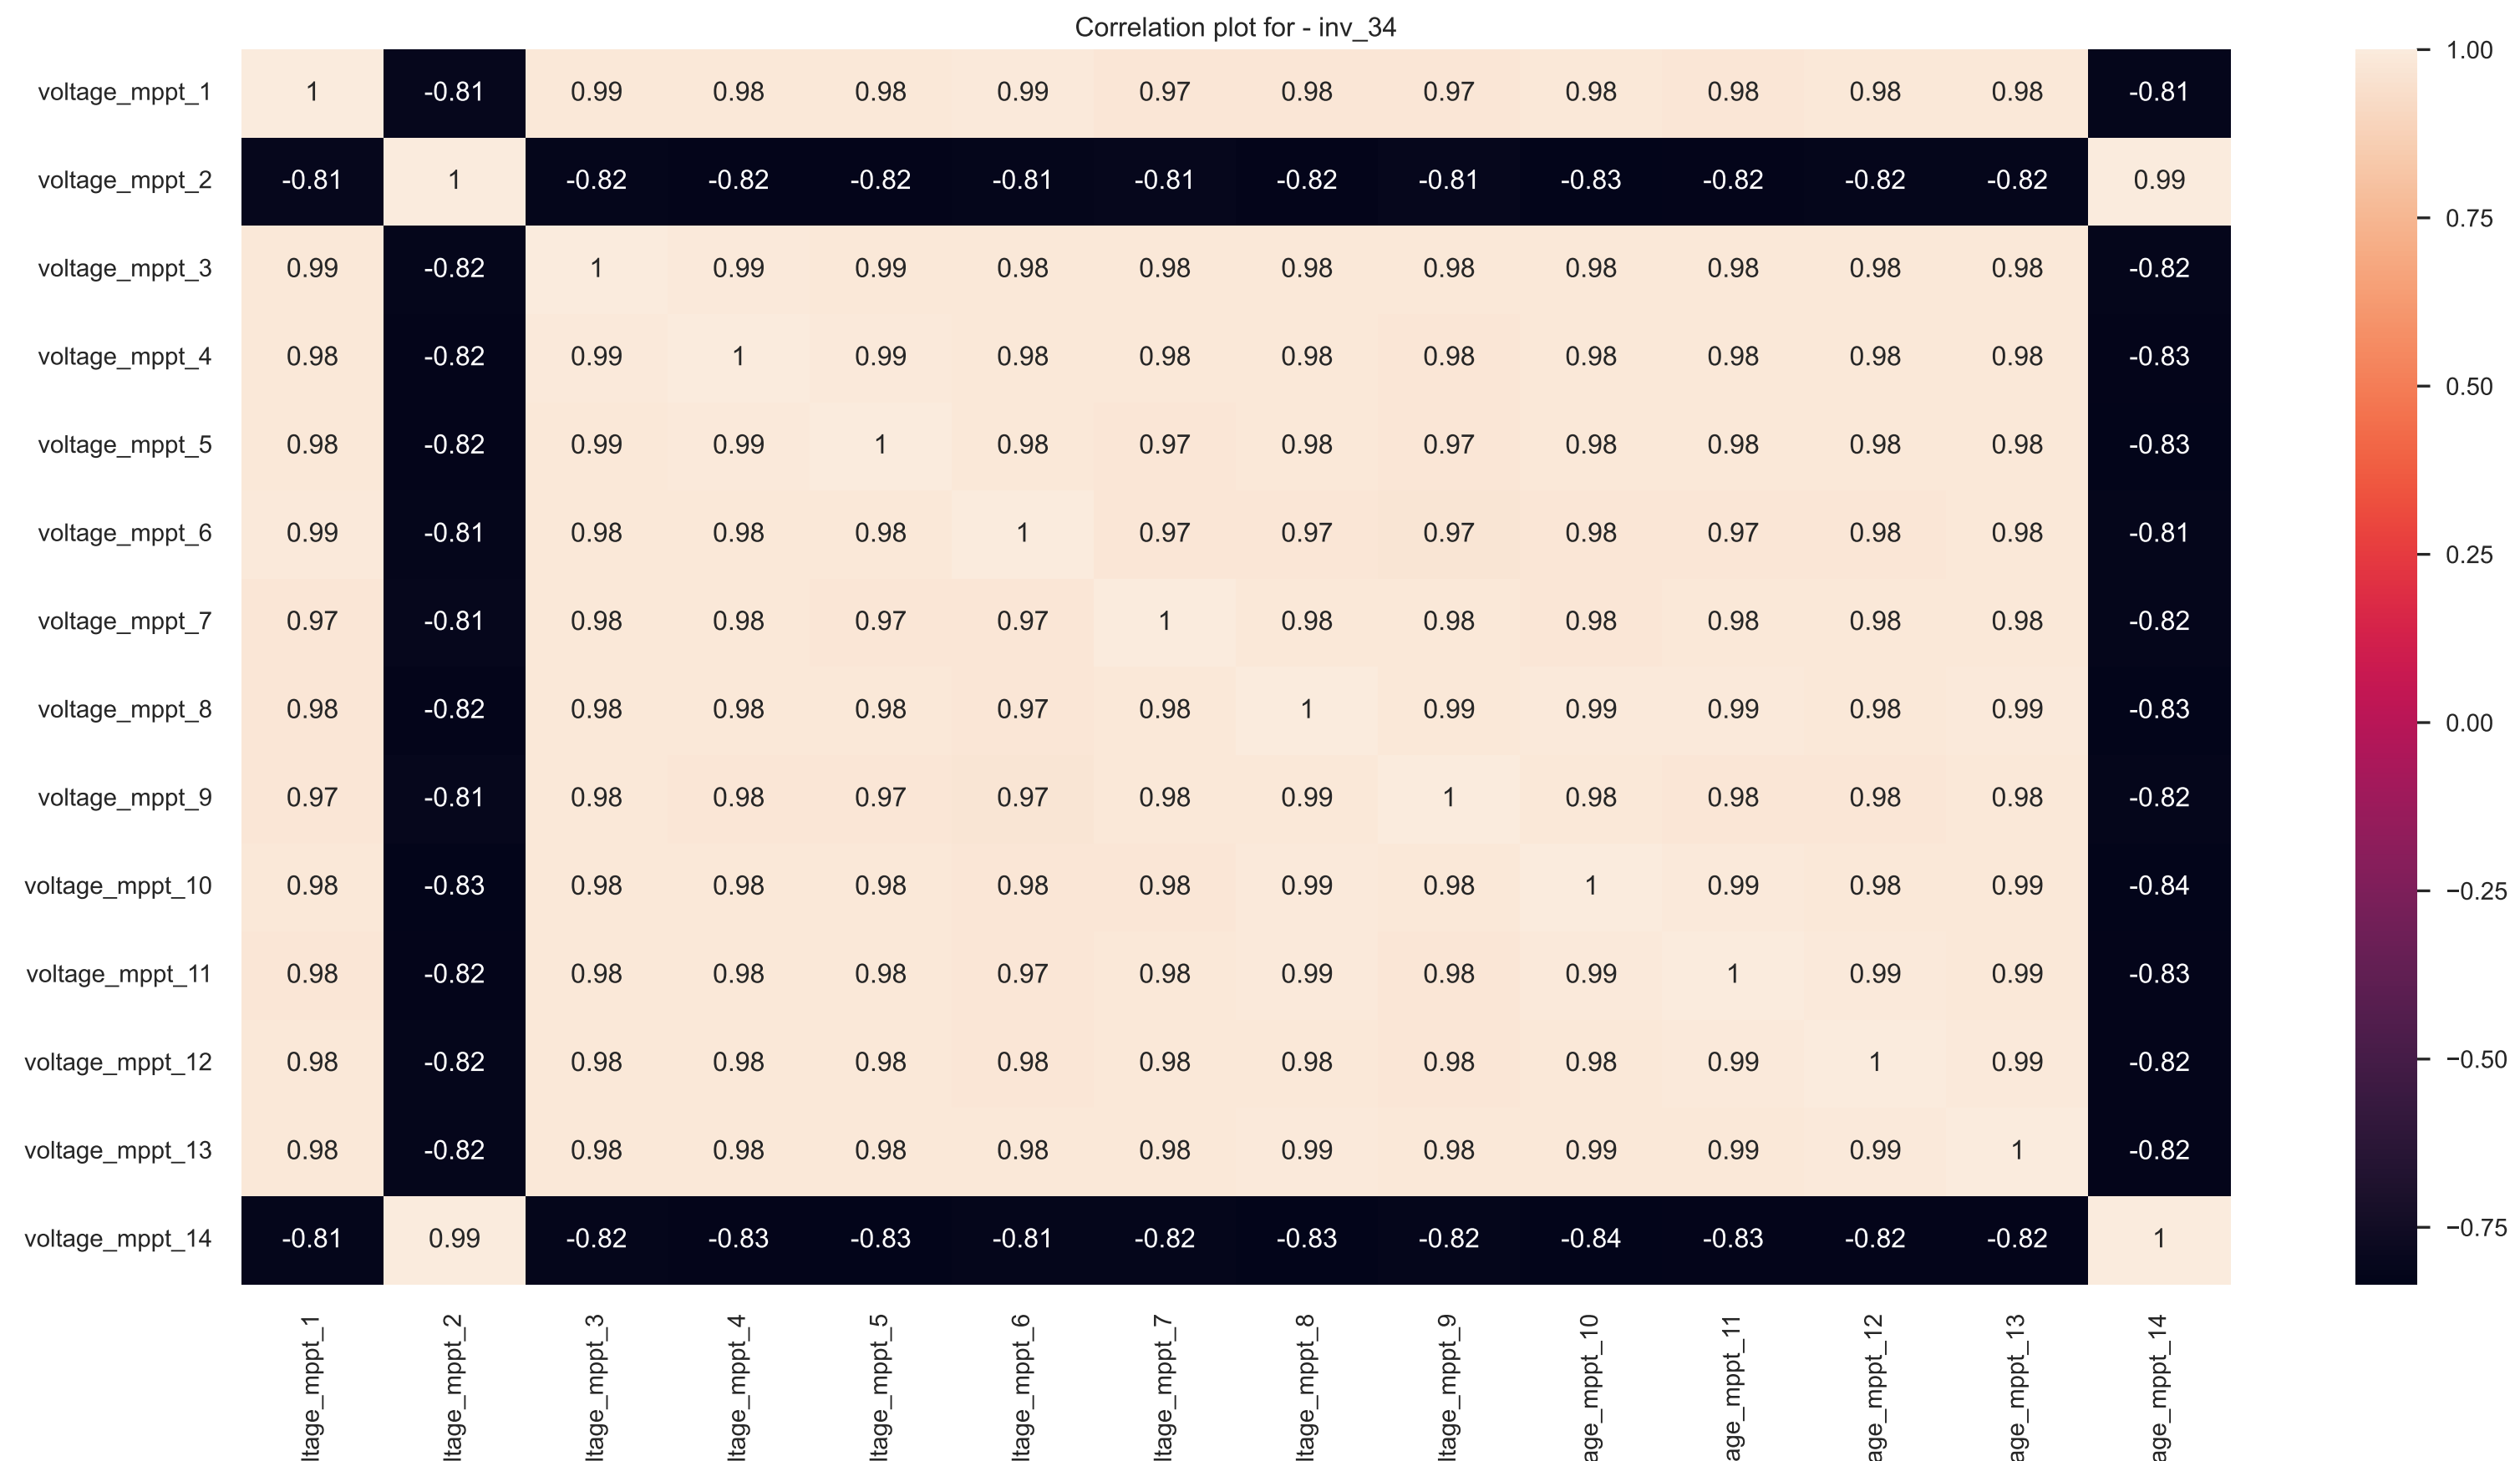 Correlation plot for - inv_34
voltage_mppt_1 1 -0.81 0.99 0.98 0.98 0.99 0.97 0.98 0.97 0.98 0.98 0.98 0.98 -0.81
voltage_mppt_2 -0.81 1 -0.82 -0.82 -0.82 -0.81 -0.81 -0.82 -0.81 -0.83 -0.82 -0.82 -0.82 0.99
voltage_mppt_3 0.99 -0.82 1 0.99 0.99 0.98 0.98 0.98 0.98 0.98 0.98 0.98 0.98 -0.82
voltage_mppt_4 0.98 -0.82 0.99 1 0.99 0.98 0.98 0.98 0.98 0.98 0.98 0.98 0.98 -0.83
voltage_mppt_5 0.98 -0.82 0.99 0.99 1 0.98 0.97 0.98 0.97 0.98 0.98 0.98 0.98 -0.83
voltage_mppt_6 0.99 -0.81 0.98 0.98 0.98 1 0.97 0.97 0.97 0.98 0.97 0.98 0.98 -0.81
voltage_mppt_7 0.97 -0.81 0.98 0.98 0.97 0.97 1 0.98 0.98 0.98 0.98 0.98 0.98 -0.82
voltage_mppt_8 0.98 -0.82 0.98 0.98 0.98 0.97 0.98 1 0.99 0.99 0.99 0.98 0.99 -0.83
voltage_mppt_9 0.97 -0.81 0.98 0.98 0.97 0.97 0.98 0.99 1 0.98 0.98 0.98 0.98 -0.82
voltage_mppt_10 0.98 -0.83 0.98 0.98 0.98 0.98 0.98 0.99 0.98 1 0.99 0.98 0.99 -0.84
voltage_mppt_11 0.98 -0.82 0.98 0.98 0.98 0.97 0.98 0.99 0.98 0.99 1 0.99 0.99 -0.83
voltage_mppt_12 0.98 -0.82 0.98 0.98 0.98 0.98 0.98 0.98 0.98 0.98 0.99 1 0.99 -0.82
voltage_mppt_13 0.98 -0.82 0.98 0.98 0.98 0.98 0.98 0.99 0.98 0.99 0.99 0.99 1 -0.82
voltage_mppt_14 -0.81 0.99 -0.82 -0.83 -0.83 -0.81 -0.82 -0.83 -0.82 -0.84 -0.83 -0.82 -0.82 1
ltage_mppt_1
ltage_mppt_2
ltage_mppt_3
ltage_mppt_4
ltage_mppt_5
ltage_mppt_6
ltage_mppt_7
ltage_mppt_8
ltage_mppt_9
age_mppt_10
age_mppt_11
age_mppt_12
age_mppt_13
age_mppt_14
1.00
0.75
0.50
0.25
0.00
−0.25
−0.50
−0.75